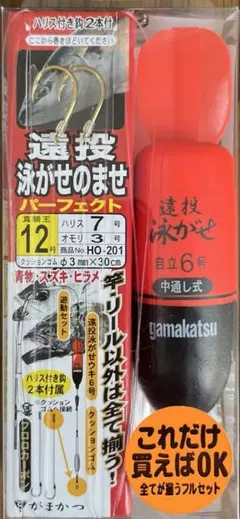 ハリス付き鈎2本付
ここから巻きほどいてください
遠投
泳がせのませ
パーフェクト
真鯛王
12号
ハリス 7号
オモリ 3号
商品No. HO-201
クッションゴム φ3mm×30cm
青物・スズキ・ヒラメ
竿・リール以外は全て揃う!
遊動セット
遠投泳がせウキ6号
ハリス付き鈎
2本付属
クッション
ゴムへ接続
フロロカーボン
がまかつ
クッションゴム
遠投
泳がせ
自立6号
中通し式
gamakatsu
これだけ
買えばOK
全てが揃うフルセット